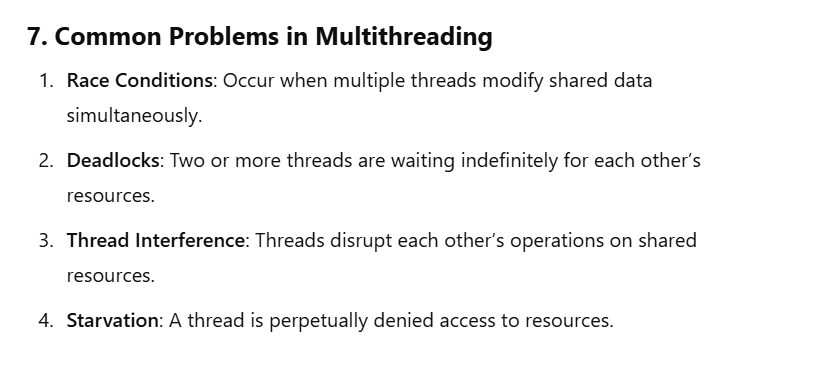 7. Common Problems in Multithreading
1. Race Conditions: Occur when multiple threads modify shared data
simultaneously.
2. Deadlocks: Two or more threads are waiting indefinitely for each other’s
resources.
3. Thread Interference: Threads disrupt each other’s operations on shared
resources.
4. Starvation: A thread is perpetually denied access to resources.